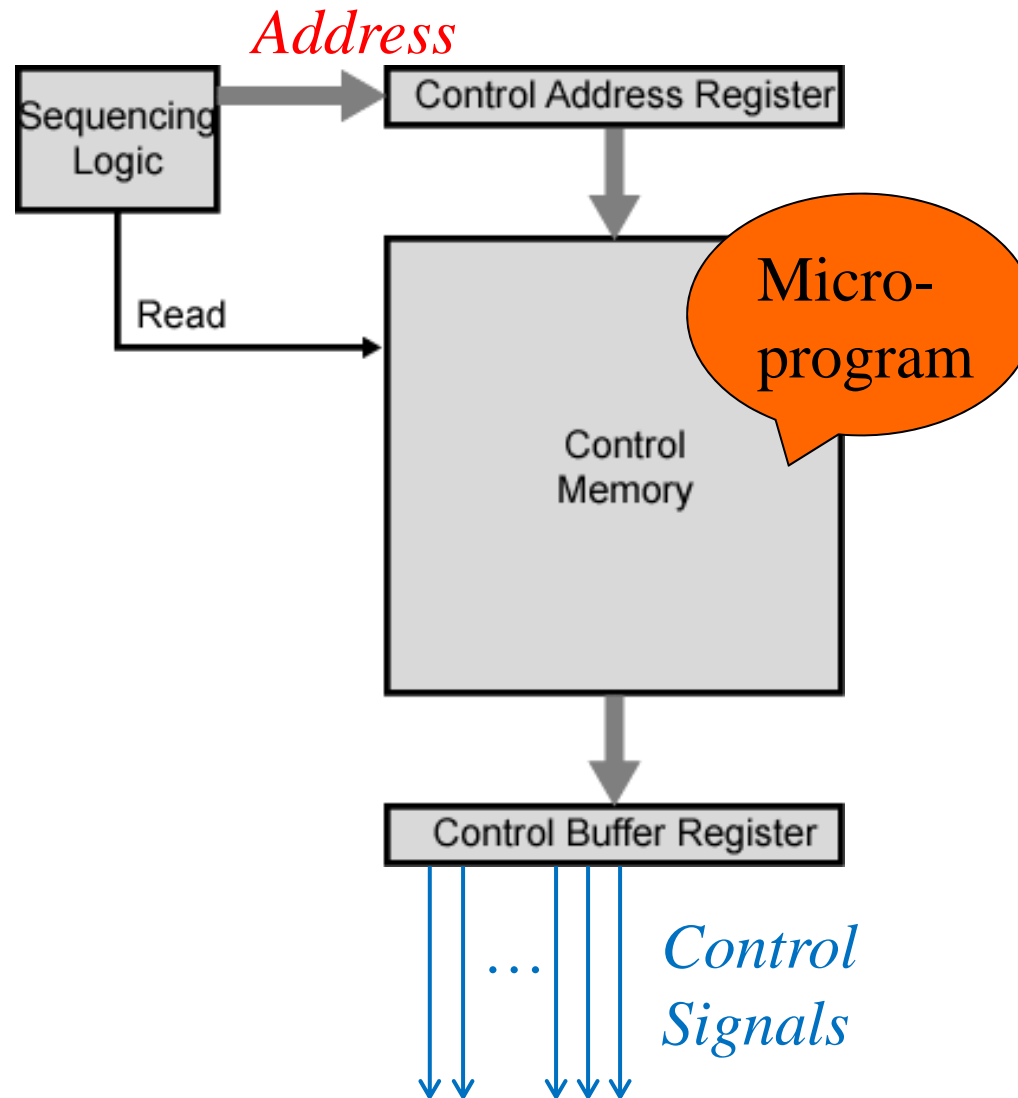 Address
Sequencing
Logic
Control Address Register
Micro-
program
Read
Control
Memory
Control Buffer Register
...
Control
Signals